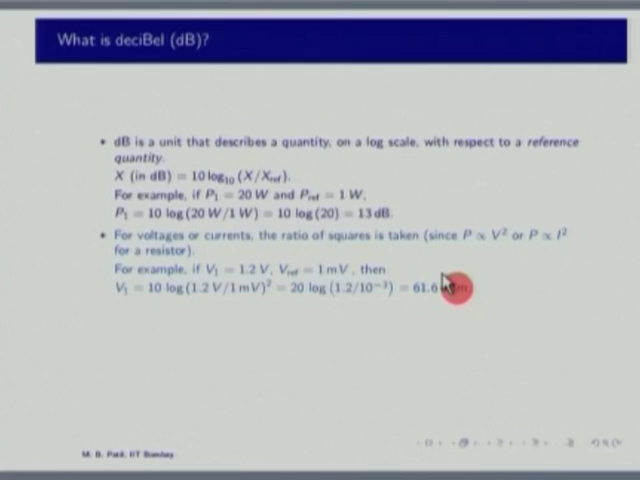 What is deciBel (dB)?
• dB is a unit that describes a quantity, on a log scale, with respect to a reference
quantity.
X (in dB) = 10 log₁₀ (X/X_ref).
For example, if P₁ = 20 W and P_ref = 1 W,
P₁ = 10 log (20 W/1 W) = 10 log (20) = 13 dB.
• For voltages or currents, the ratio of squares is taken (since P ∝ V² or P ∝ I²
for a resistor).
For example, if V₁ = 1.2 V, V_ref = 1 mV, then
V₁ = 10 log (1.2 V/1 mV)² = 20 log (1.2/10⁻³) = 61.6
M. B. Patil, IIT Bombay